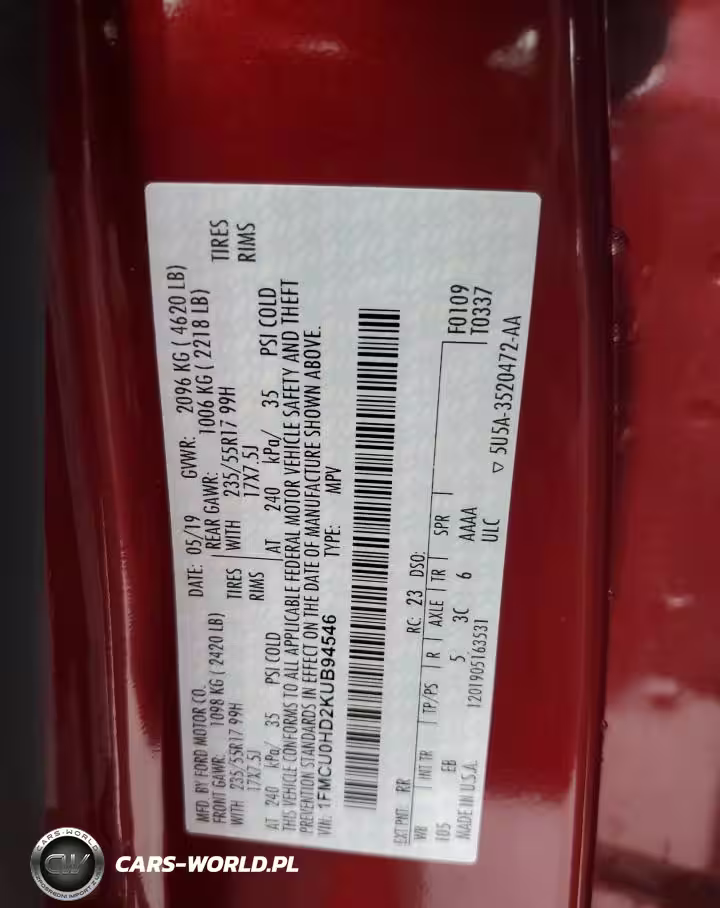 MFD. BY FORD MOTOR CO.
DATE: 05/19 GVWR: 2096 KG ( 4620 LB)
FRONT GAWR: 1098 KG ( 2420 LB) REAR GAWR: 1006 KG ( 2218 LB)
WITH 235/55R17 99H TIRES WITH 235/55R17 99H TIRES
17X7.5J RIMS 17X7.5J RIMS
AT 240 kPa/ 35 PSI COLD AT 240 kPa/ 35 PSI COLD
THIS VEHICLE CONFORMS TO ALL APPLICABLE FEDERAL MOTOR VEHICLE SAFETY AND THEFT
PREVENTION STANDARDS IN EFFECT ON THE DATE OF MANUFACTURE SHOWN ABOVE.
VIN: 1FMCU0HD2KUB94546 TYPE: MPV
EXT PNT: RR RC: 23 DSO:
WB INT TR TP/PS R AXLE TR SPR F0109
T0337
105 EB 5 3C 6 AAAA
ULC
MADE IN U.S.A. 1201905163531 ▽ 5U5A-3520472-AA
CARS-WORLD
CW
CARS-WORLD.PL